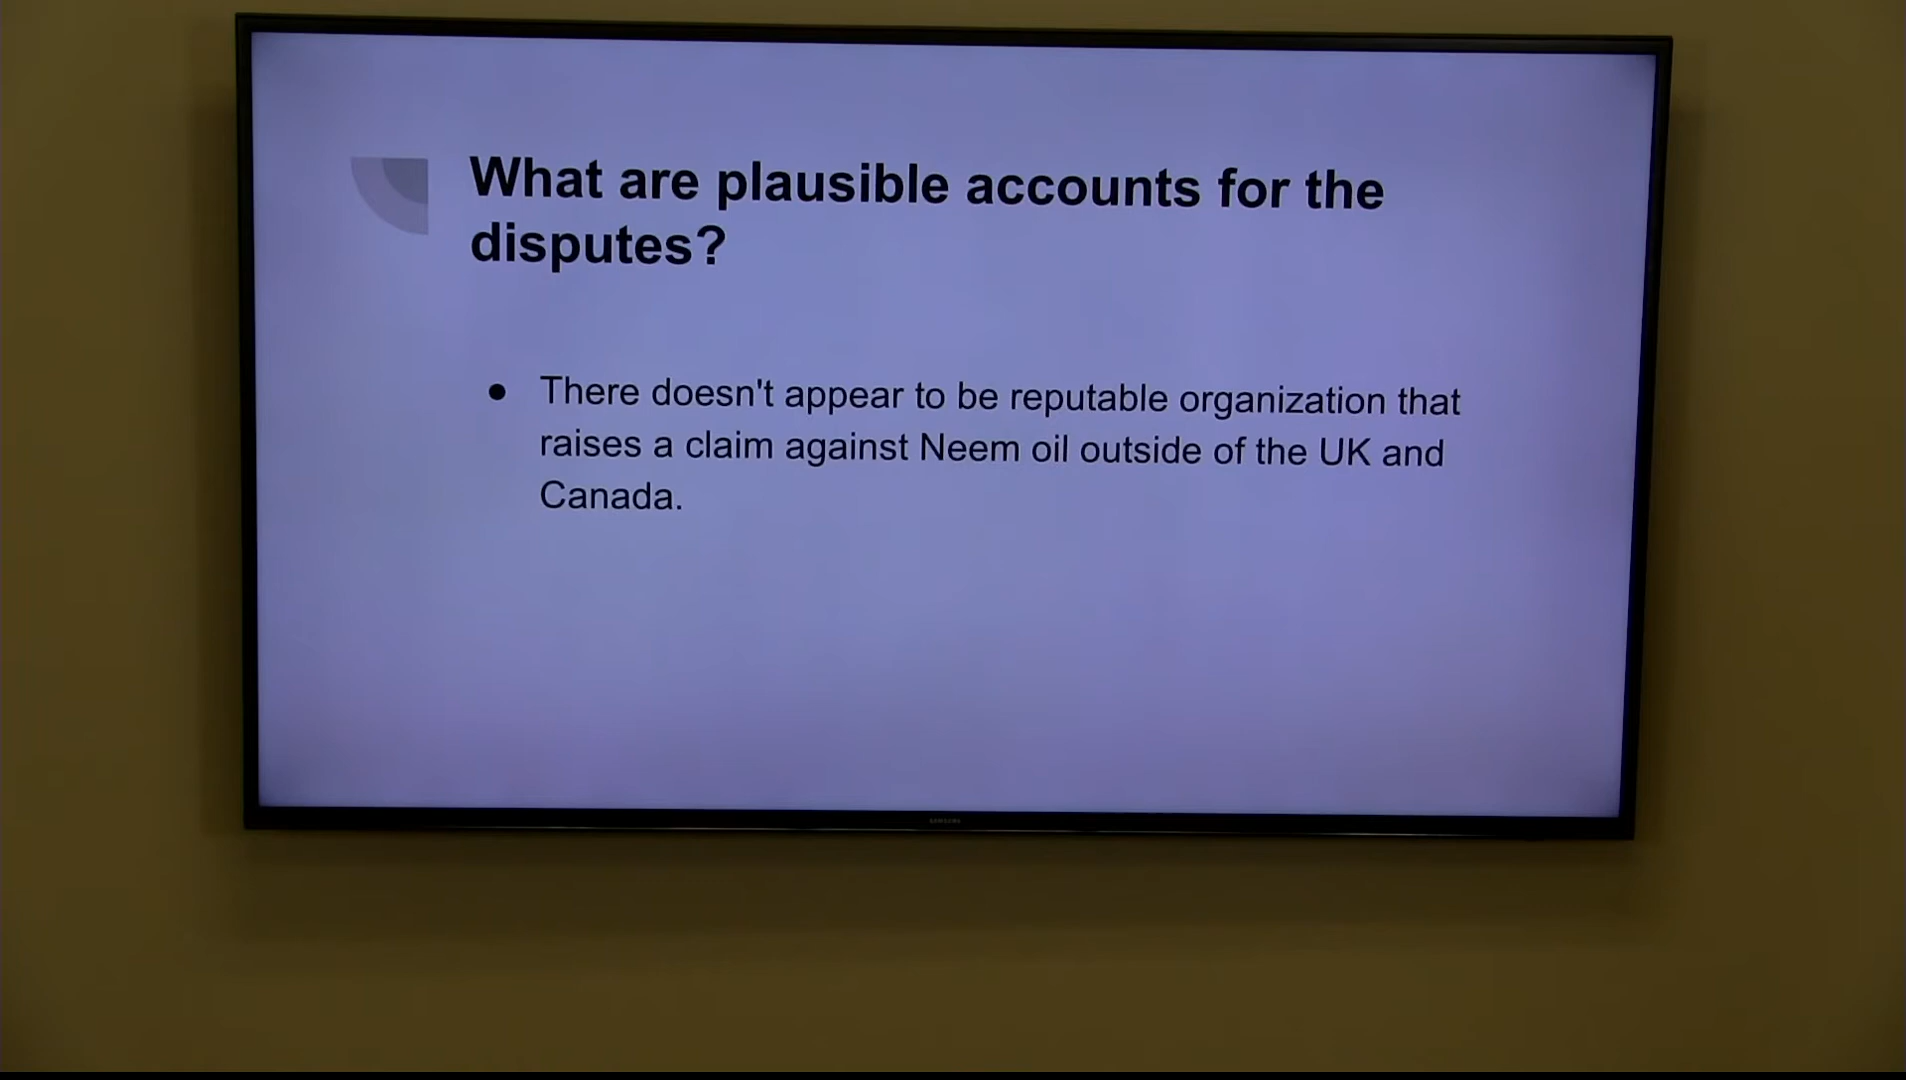 What are plausible accounts for the
disputes?
● There doesn't appear to be reputable organization that
raises a claim against Neem oil outside of the UK and
Canada.
SAMSUNG